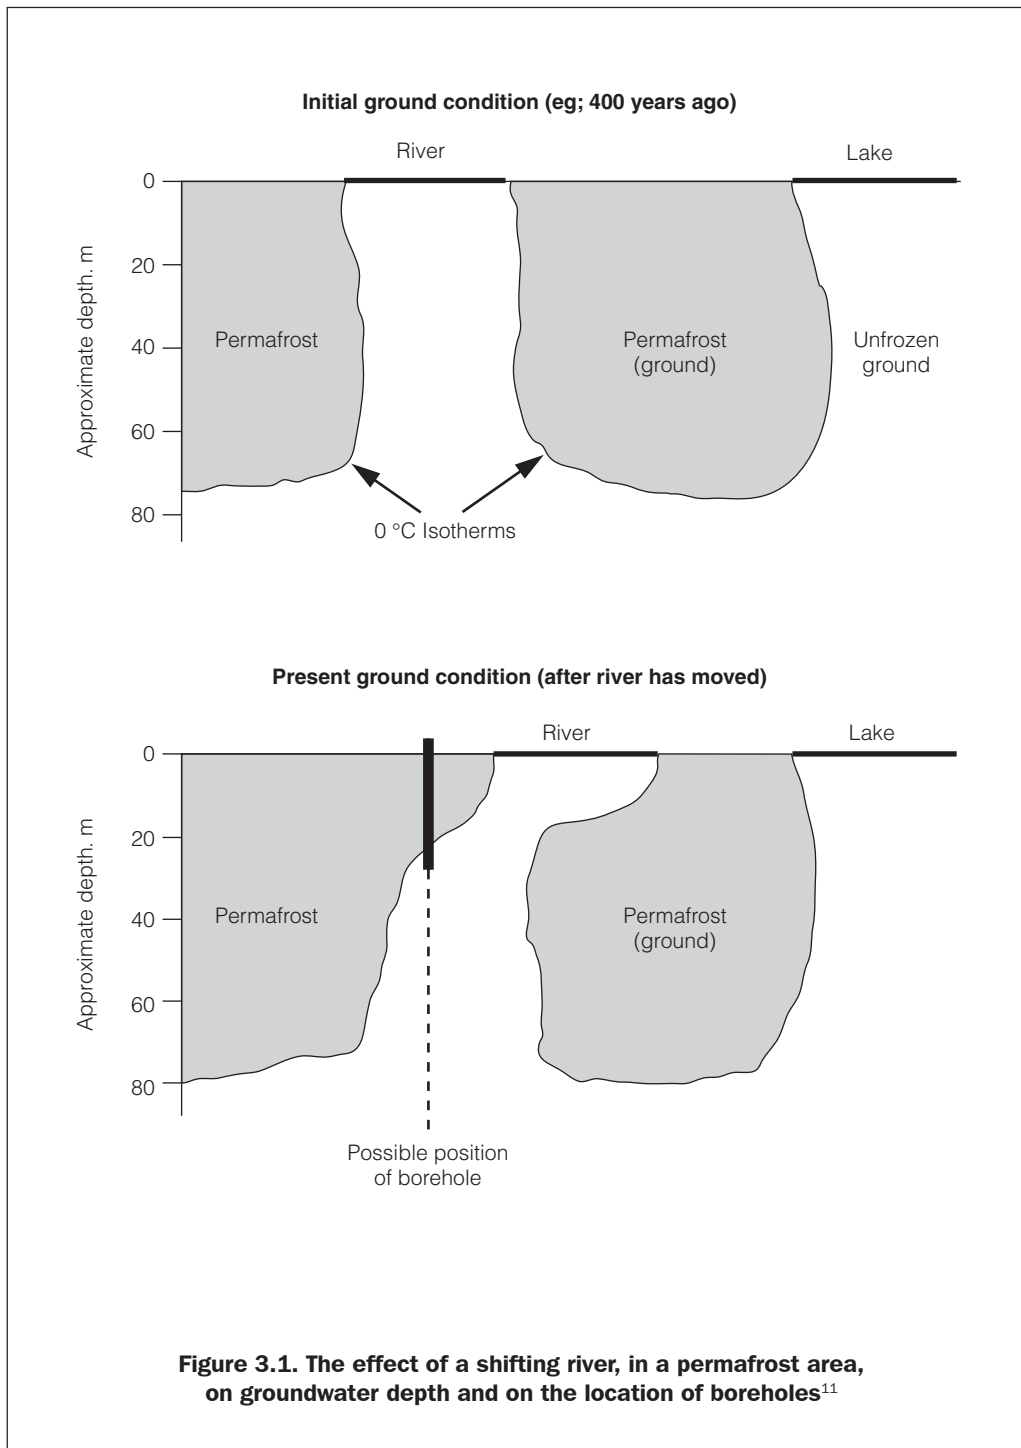 Initial ground condition (eg; 400 years ago)
River
Lake
0
20
40
60
80
Approximate depth. m
Permafrost
Permafrost
(ground)
Unfrozen
ground
0 °C Isotherms
Present ground condition (after river has moved)
River
Lake
0
20
40
60
80
Approximate depth. m
Permafrost
Permafrost
(ground)
Possible position
of borehole
Figure 3.1. The effect of a shifting river, in a permafrost area,
on groundwater depth and on the location of boreholes11